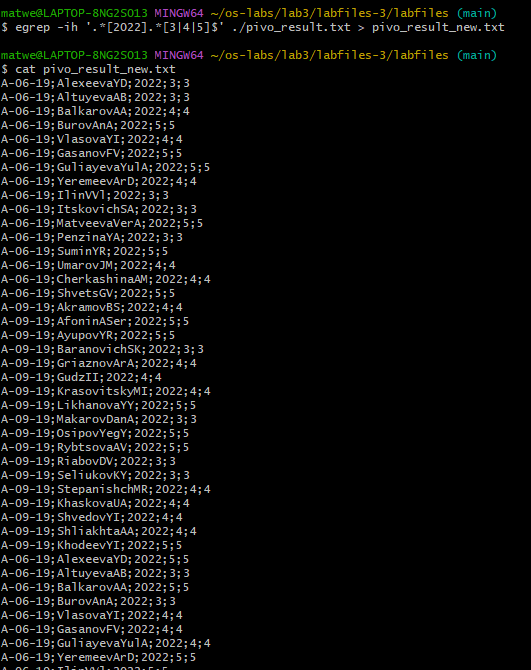 matwe@LAPTOP-8NG2SO13 MINGW64 ~/os-labs/lab3/labfiles-3/labfiles (main)
$ egrep -ih '.*[2022].*[3|4|5]$' ./pivo_result.txt > pivo_result_new.txt
matwe@LAPTOP-8NG2SO13 MINGW64 ~/os-labs/lab3/labfiles-3/labfiles (main)
$ cat pivo_result_new.txt
A-06-19;AlexeevaYD;2022;3;3
A-06-19;AltuyevaAB;2022;3;3
A-06-19;BalkarovAA;2022;4;4
A-06-19;BurovAnA;2022;5;5
A-06-19;VlasovaYI;2022;4;4
A-06-19;GasanovFV;2022;5;5
A-06-19;GuliayevaYulA;2022;5;5
A-06-19;YeremeevArD;2022;4;4
A-06-19;IlinVVl;2022;3;3
A-06-19;ItskovichSA;2022;3;3
A-06-19;MatveevaVerA;2022;5;5
A-06-19;PenzinaYA;2022;3;3
A-06-19;SuminYR;2022;5;5
A-06-19;UmarovJM;2022;4;4
A-06-19;CherkashinaAM;2022;4;4
A-06-19;ShvetsGV;2022;5;5
A-09-19;AkramovBS;2022;4;4
A-09-19;AfoninASer;2022;5;5
A-09-19;AyupovYR;2022;5;5
A-09-19;BaranovichSK;2022;3;3
A-09-19;GriaznovArA;2022;4;4
A-09-19;GudzII;2022;4;4
A-09-19;KrasovitskyMI;2022;4;4
A-09-19;LikhanovaYY;2022;5;5
A-09-19;MakarovDanA;2022;3;3
A-09-19;OsipovYegY;2022;5;5
A-09-19;RybtsovaAV;2022;5;5
A-09-19;RiabovDV;2022;3;3
A-09-19;SeliukovKY;2022;3;3
A-09-19;StepanishchMR;2022;4;4
A-09-19;KhaskovaUA;2022;4;4
A-09-19;ShvedovYI;2022;4;4
A-09-19;ShliakhtaAA;2022;4;4
A-09-19;KhodeevYI;2022;5;5
A-06-19;AlexeevaYD;2022;5;5
A-06-19;AltuyevaAB;2022;3;3
A-06-19;BalkarovAA;2022;5;5
A-06-19;BurovAnA;2022;3;3
A-06-19;VlasovaYI;2022;4;4
A-06-19;GasanovFV;2022;4;4
A-06-19;GuliayevaYulA;2022;4;4
A-06-19;YeremeevArD;2022;5;5